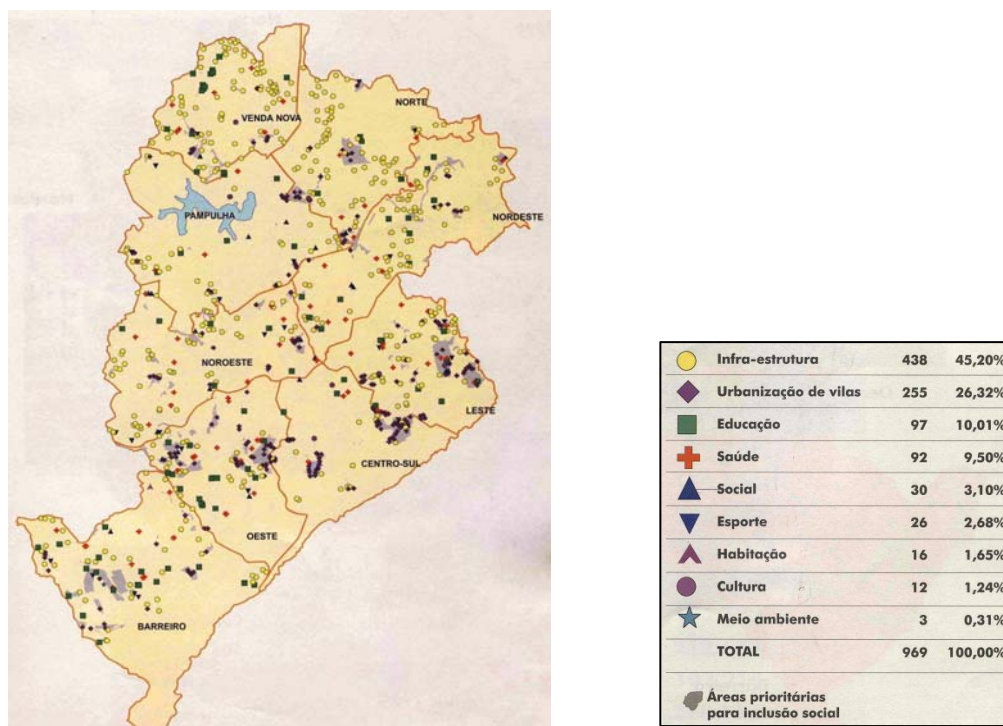 NORTE
VENDA NOVA
PAMPULHA
NORDESTE
NOROESTE
LESTE
CENTRO-SUL
OESTE
BARREIRO
Infra-estrutura 438 45,20%
Urbanização de vilas 255 26,32%
Educação 97 10,01%
Saúde 92 9,50%
Social 30 3,10%
Esporte 26 2,68%
Habitação 16 1,65%
Cultura 12 1,24%
Meio ambiente 3 0,31%
TOTAL 969 100,00%
Áreas prioritárias
para inclusão social